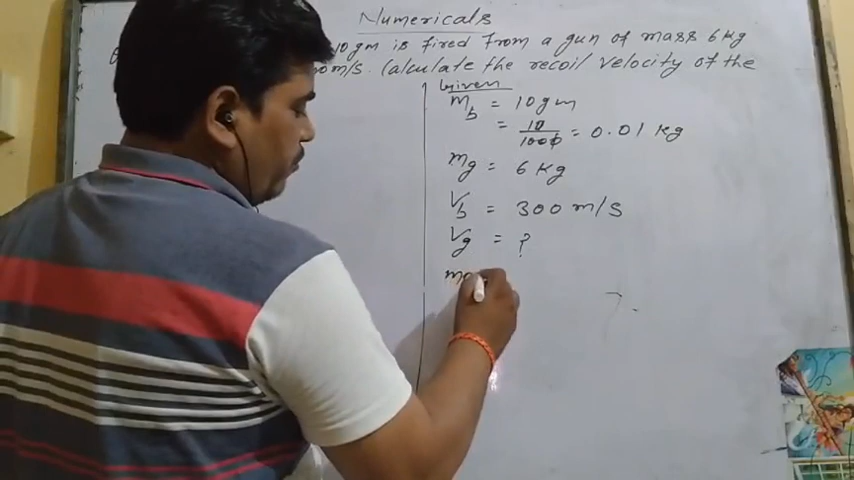 Numericals
10 gm is fired from a gun of mass 6 kg
m/s. Calculate the recoil velocity of the
Given
m_b = 10 gm
= 10/1000 = 0.01 kg
m_g = 6 kg
V_b = 300 m/s
V_g = ?